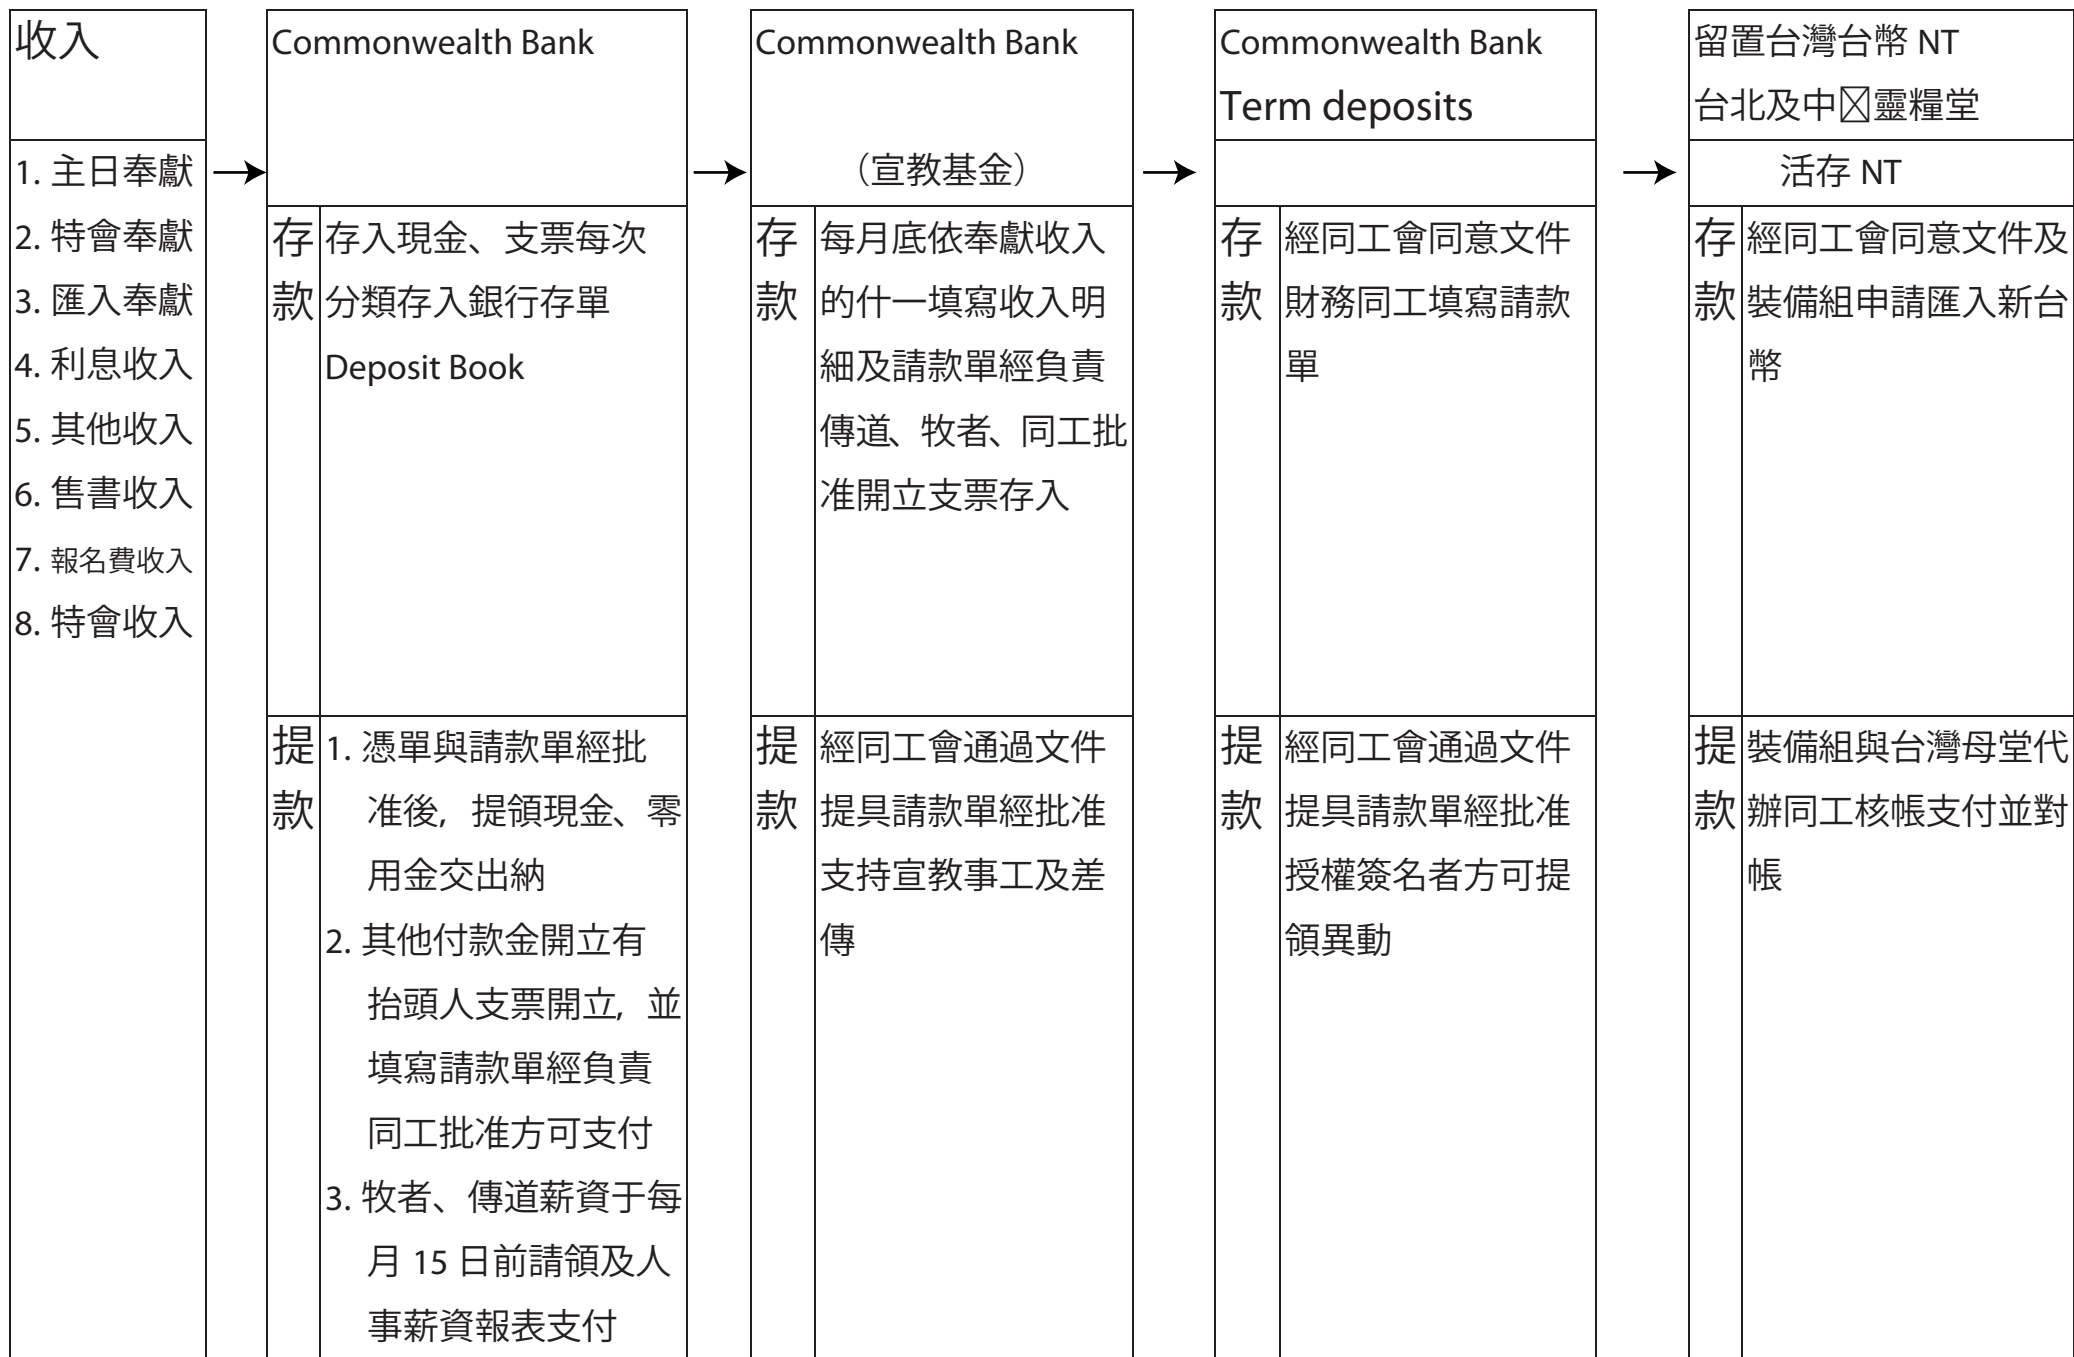 收入
1. 主日奉獻
2. 特會奉獻
3. 匯入奉獻
4. 利息收入
5. 其他收入
6. 售書收入
7. 報名費收入
8. 特會收入
Commonwealth Bank
存
款
存入現金、支票每次
分類存入銀行存單
Deposit Book
提
款
1. 憑單與請款單經批
准後, 提領現金、零
用金交出納
2. 其他付款金開立有
抬頭人支票開立, 並
填寫請款單經負責
同工批准方可支付
3. 牧者、傳道薪資于每
月 15 日前請領及人
事薪資報表支付
Commonwealth Bank
（宣教基金）
存
款
每月底依奉獻收入
的什一填寫收入明
細及請款單經負責
傳道、牧者、同工批
准開立支票存入
提
款
經同工會通過文件
提具請款單經批准
支持宣教事工及差
傳
Commonwealth Bank
Term deposits
存
款
經同工會同意文件
財務同工填寫請款
單
提
款
經同工會通過文件
提具請款單經批准
授權簽名者方可提
領異動
留置台灣台幣 NT
台北及中靈糧堂
活存 NT
存
款
經同工會同意文件及
裝備組申請匯入新台
幣
提
款
裝備組與台灣母堂代
辦同工核帳支付並對
帳